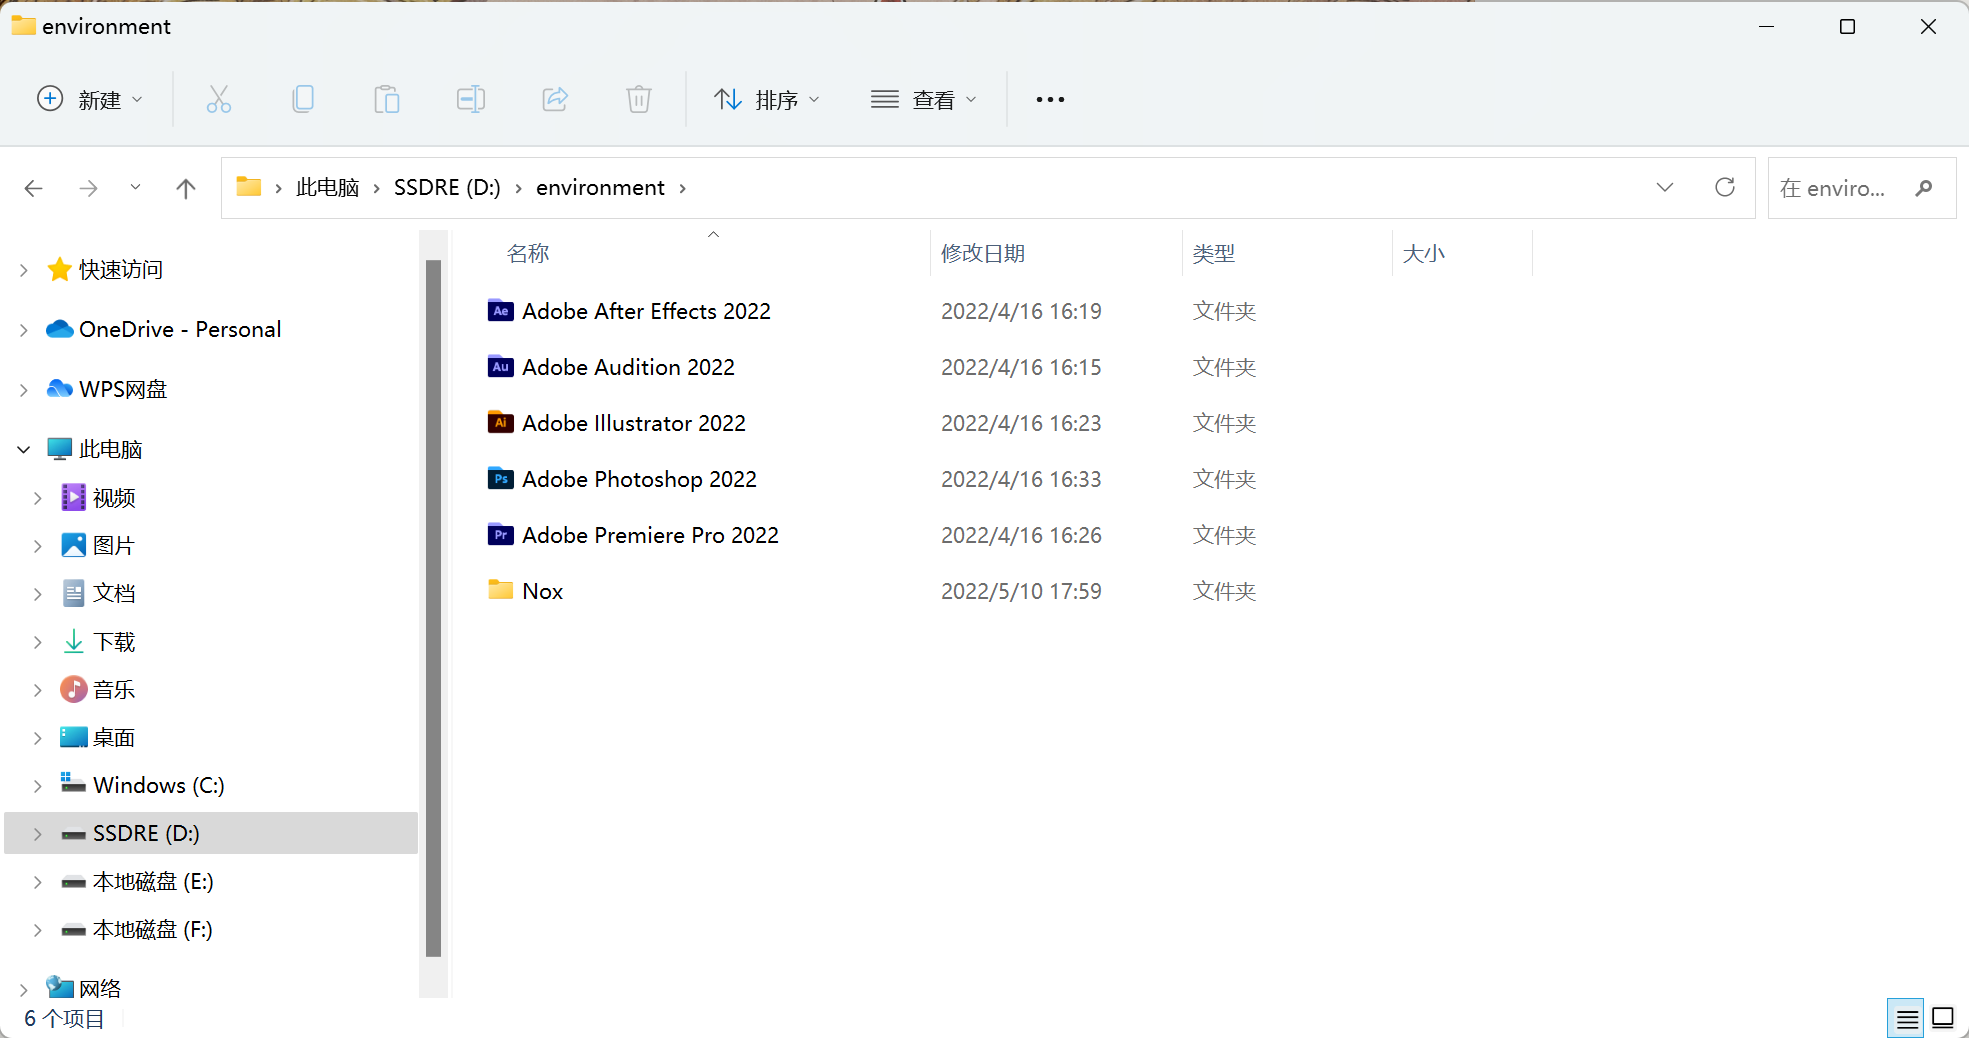 environment
新建
排序
查看
此电脑 SSDRE (D:) environment
在 enviro...
快速访问
OneDrive - Personal
WPS网盘
此电脑
视频
图片
文档
下载
音乐
桌面
Windows (C:)
SSDRE (D:)
本地磁盘 (E:)
本地磁盘 (F:)
网络
名称 修改日期 类型 大小
Ae Adobe After Effects 2022 2022/4/16 16:19 文件夹
Au Adobe Audition 2022 2022/4/16 16:15 文件夹
Ai Adobe Illustrator 2022 2022/4/16 16:23 文件夹
Ps Adobe Photoshop 2022 2022/4/16 16:33 文件夹
Pr Adobe Premiere Pro 2022 2022/4/16 16:26 文件夹
Nox 2022/5/10 17:59 文件夹
6 个项目